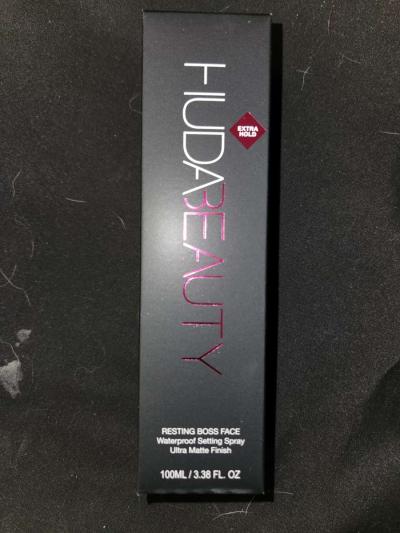 HUDABEAUTY
EXTRA
HOLD
RESTING BOSS FACE
Waterproof Setting Spray
Ultra Matte Finish
100ML / 3.38 FL. OZ